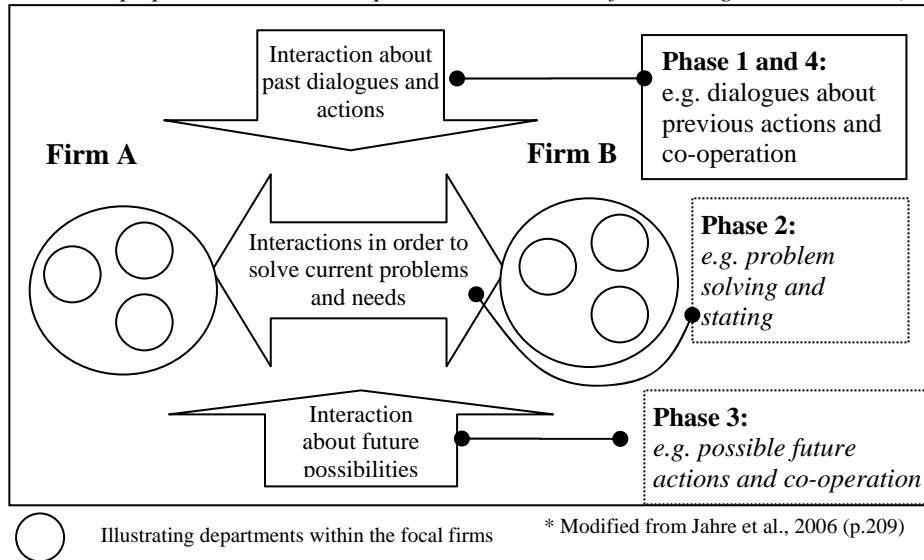 Interaction about
past dialogues and
actions
Phase 1 and 4:
e.g. dialogues about
previous actions and
co-operation
Firm A
Firm B
Interactions in order to
solve current problems
and needs
Phase 2:
e.g. problem
solving and
stating
Interaction
about future
possibilities
Phase 3:
e.g. possible future
actions and co-operation
Illustrating departments within the focal firms
* Modified from Jahre et al., 2006 (p.209)